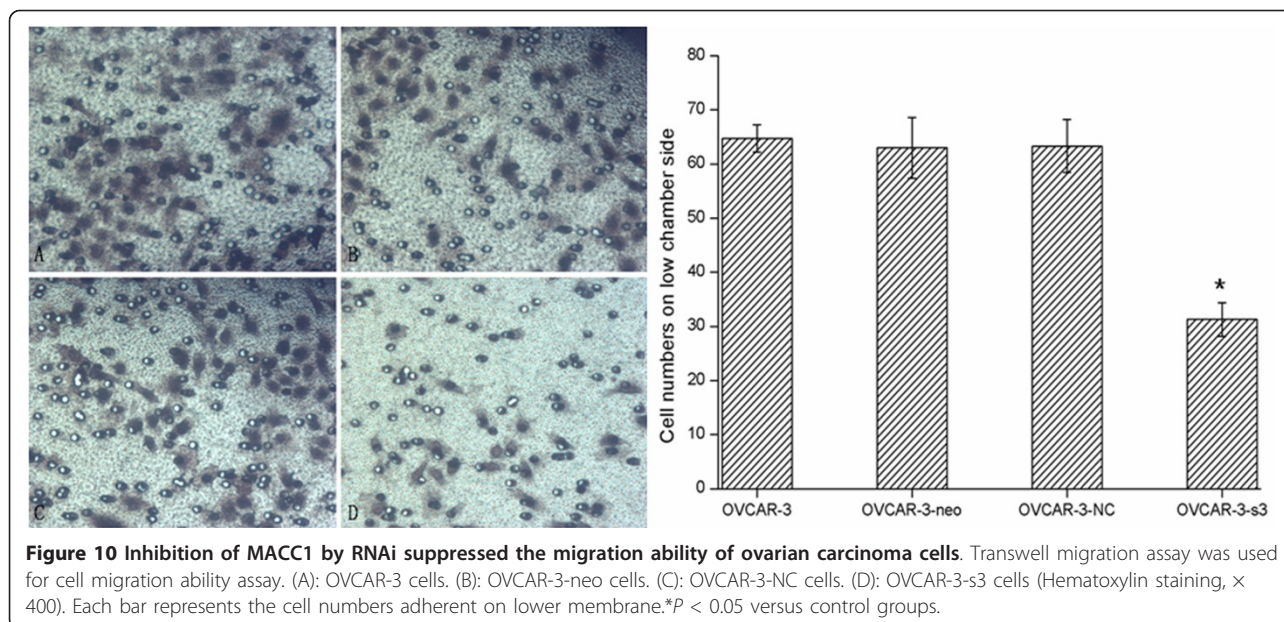 A
B
C
D
80
70
60
50
40
30
20
10
0
Cell numbers on low chamber side
*
OVCAR-3
OVCAR-3-neo
OVCAR-3-NC
OVCAR-3-s3
Figure 10 Inhibition of MACC1 by RNAi suppressed the migration ability of ovarian carcinoma cells. Transwell migration assay was used
for cell migration ability assay. (A): OVCAR-3 cells. (B): OVCAR-3-neo cells. (C): OVCAR-3-NC cells. (D): OVCAR-3-s3 cells (Hematoxylin staining, ×
400). Each bar represents the cell numbers adherent on lower membrane.*P < 0.05 versus control groups.